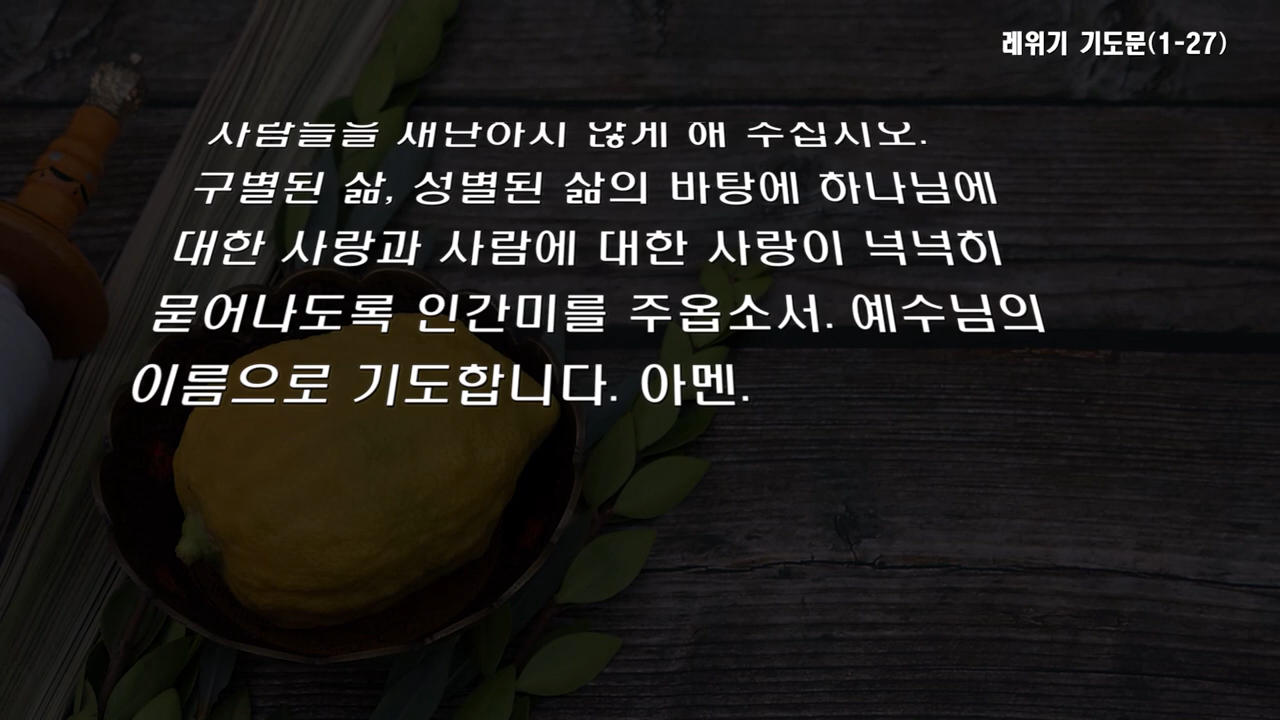 레위기 기도문(1-27)
사람들을 재난하지 않게 해 주십시오.
구별된 삶, 성별된 삶의 바탕에 하나님에
대한 사랑과 사람에 대한 사랑이 넉넉히
묻어나도록 인간미를 주옵소서. 예수님의
이름으로 기도합니다. 아멘.